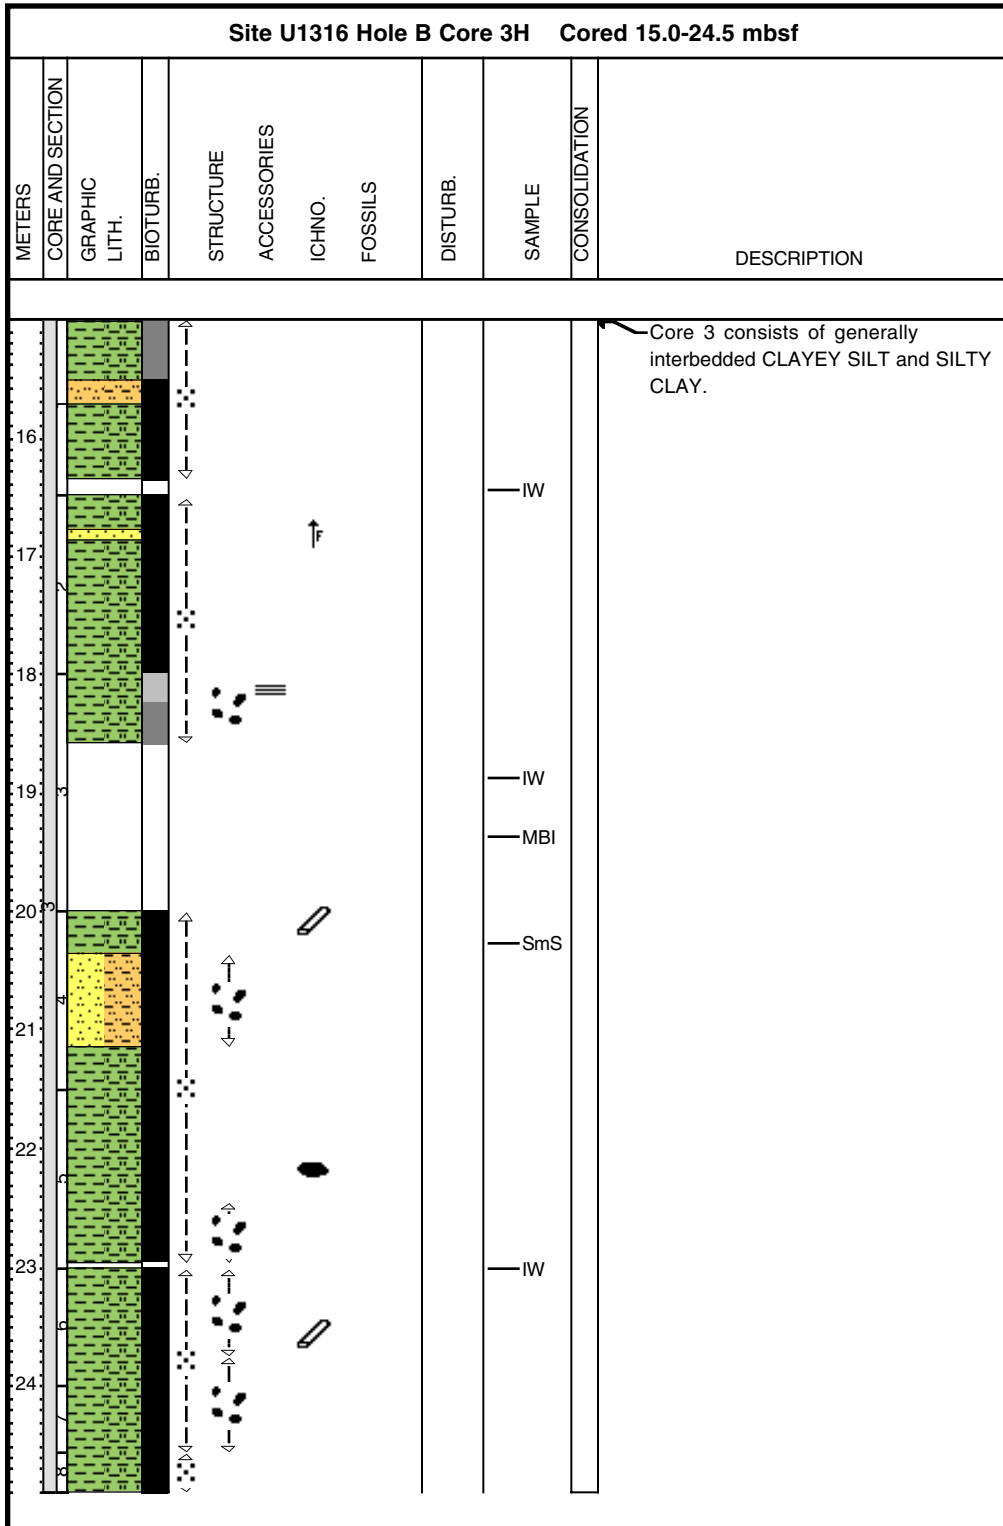 Site U1316 Hole B Core 3H Cored 15.0-24.5 mbsf
METERS
CORE AND SECTION
GRAPHIC
LITH.
BIOTURB.
STRUCTURE
ACCESSORIES
ICHNO.
FOSSILS
DISTURB.
SAMPLE
CONSOLIDATION
DESCRIPTION
Core 3 consists of generally
interbedded CLAYEY SILT and SILTY
CLAY.
1
16
IW
F
17
2
18
IW
19
3
MBI
20
3
SmS
4
21
22
5
23
IW
6
24
7
8